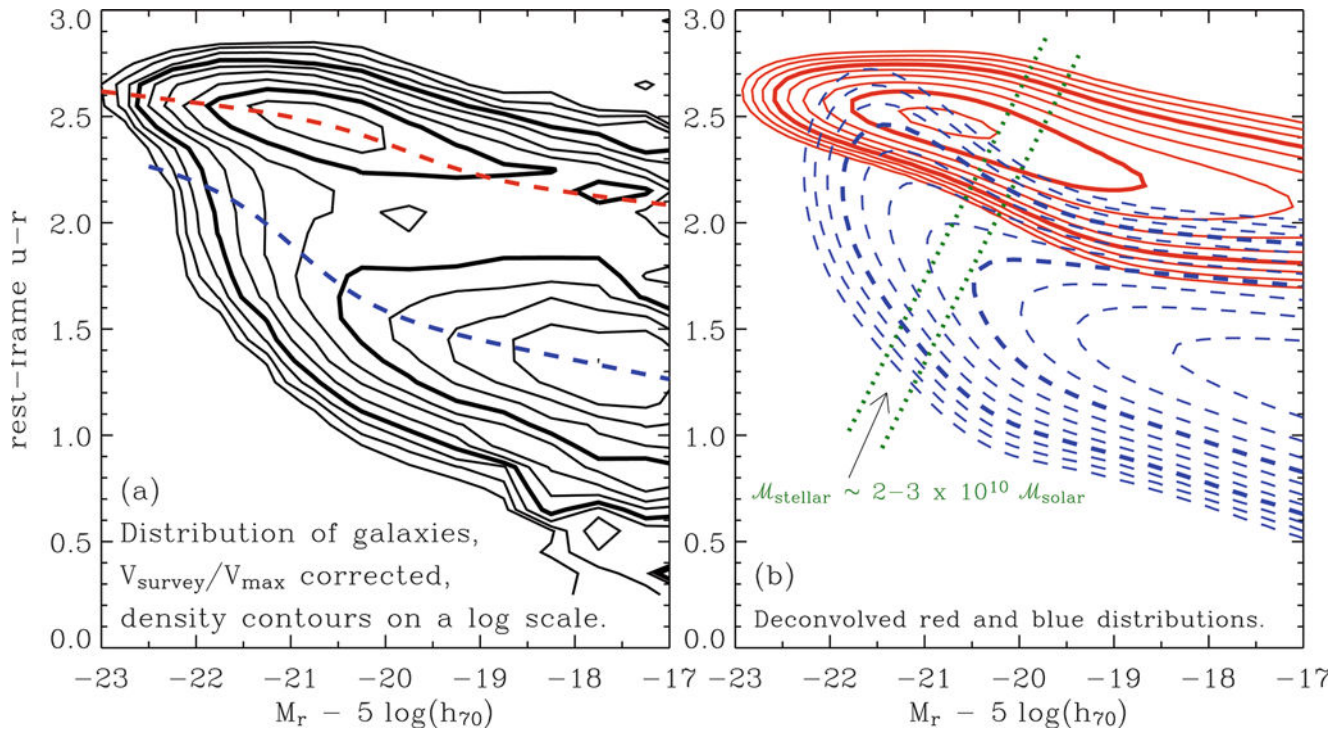 rest-frame u-r
3.0
2.5
2.0
1.5
1.0
0.5
0.0
(a)
Distribution of galaxies,
V_survey/V_max corrected,
density contours on a log scale.
-23 -22 -21 -20 -19 -18 -17
M_r - 5 log(h_70)
3.0
2.5
2.0
1.5
1.0
0.5
0.0
M_stellar ~ 2-3 x 10^10 M_solar
(b)
Deconvolved red and blue distributions.
-23 -22 -21 -20 -19 -18 -17
M_r - 5 log(h_70)